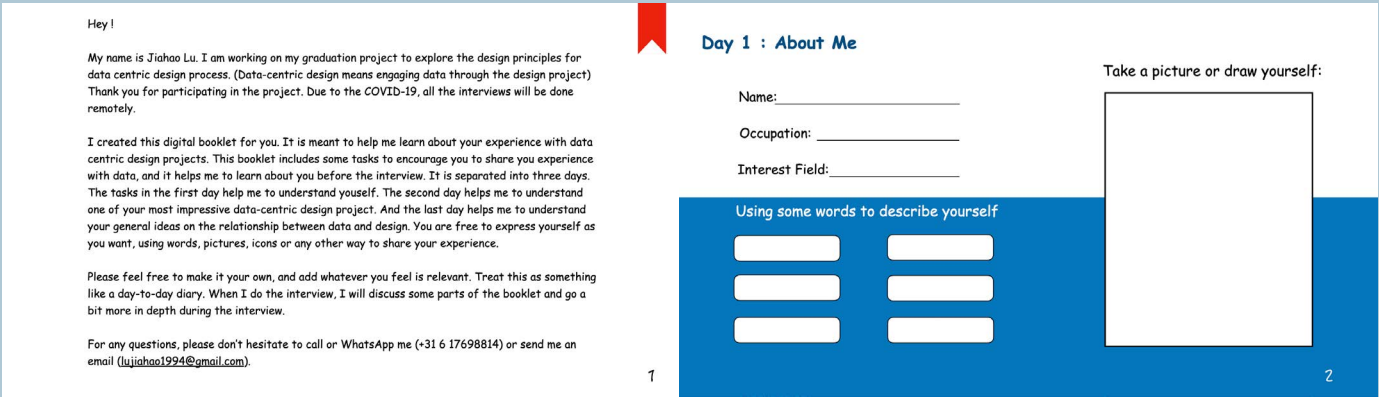 Hey !
My name is Jiahao Lu. I am working on my graduation project to explore the design principles for
data centric design process. (Data-centric design means engaging data through the design project)
Thank you for participating in the project. Due to the COVID-19, all the interviews will be done
remotely.
I created this digital booklet for you. It is meant to help me learn about your experience with data
centric design projects. This booklet includes some tasks to encourage you to share you experience
with data, and it helps me to learn about you before the interview. It is separated into three days.
The tasks in the first day help me to understand youself. The second day helps me to understand
one of your most impressive data-centric design project. And the last day helps me to understand
your general ideas on the relationship between data and design. You are free to express yourself as
you want, using words, pictures, icons or any other way to share your experience.
Please feel free to make it your own, and add whatever you feel is relevant. Treat this as something
like a day-to-day diary. When I do the interview, I will discuss some parts of the booklet and go a
bit more in depth during the interview.
For any questions, please don't hesitate to call or WhatsApp me (+31 6 17698814) or send me an
email (lujiahao1994@gmail.com).
1
Day 1 : About Me
Name:
Occupation:
Interest Field:
Using some words to describe yourself
Take a picture or draw yourself:
2